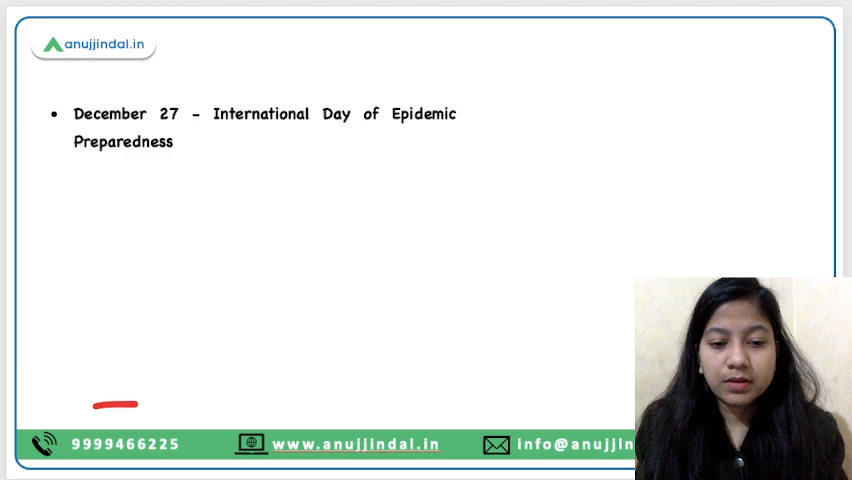 anujjindal.in
• December 27 - International Day of Epidemic
Preparedness
9999466225 www.anujjindal.in info@anujjin